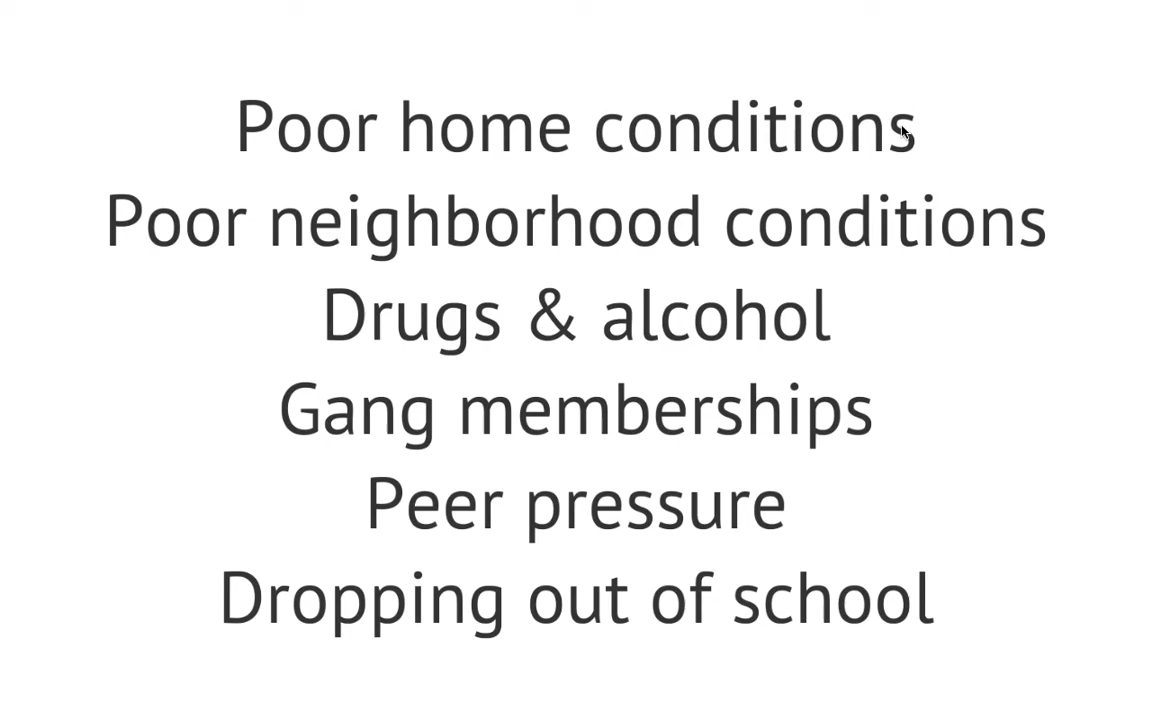 Poor home conditions
Poor neighborhood conditions
Drugs & alcohol
Gang memberships
Peer pressure
Dropping out of school